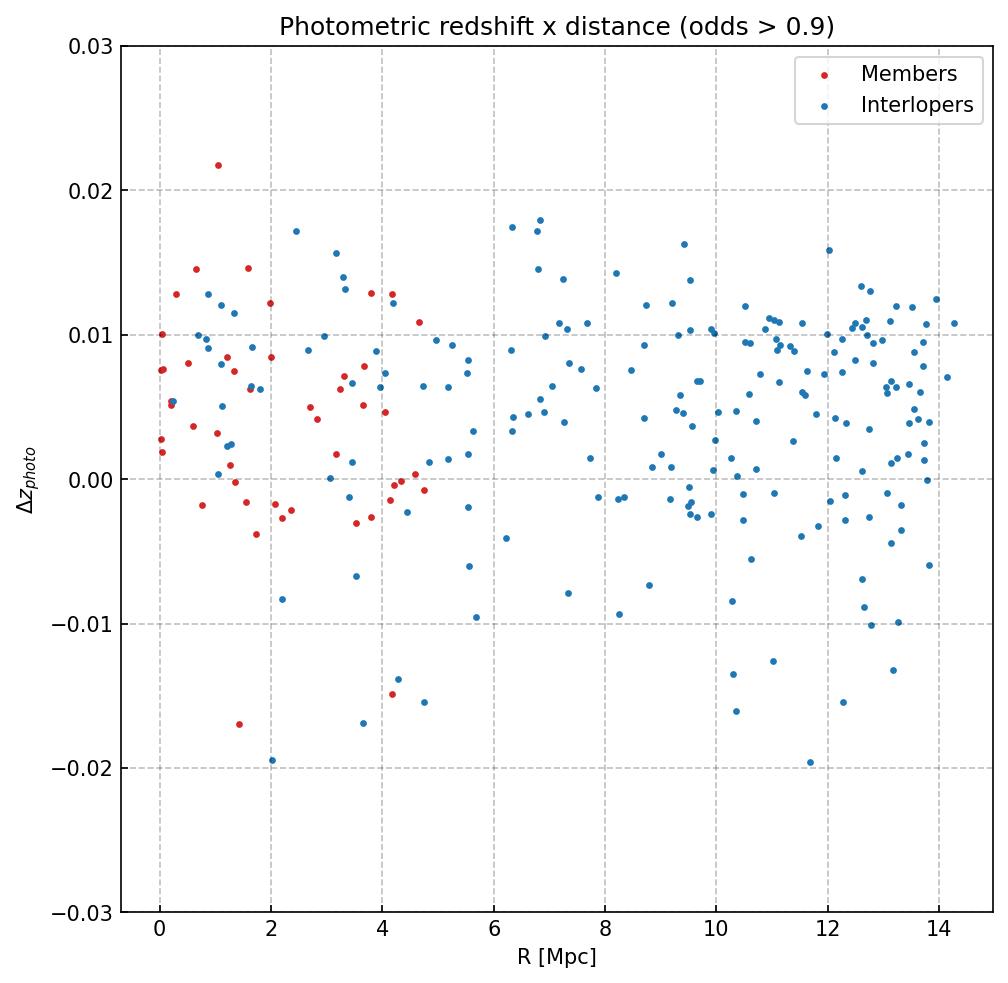 Photometric redshift x distance (odds > 0.9)
Members
Interlopers
0.03
0.02
0.01
0.00
−0.01
−0.02
−0.03
Δz_photo
0 2 4 6 8 10 12 14
R [Mpc]